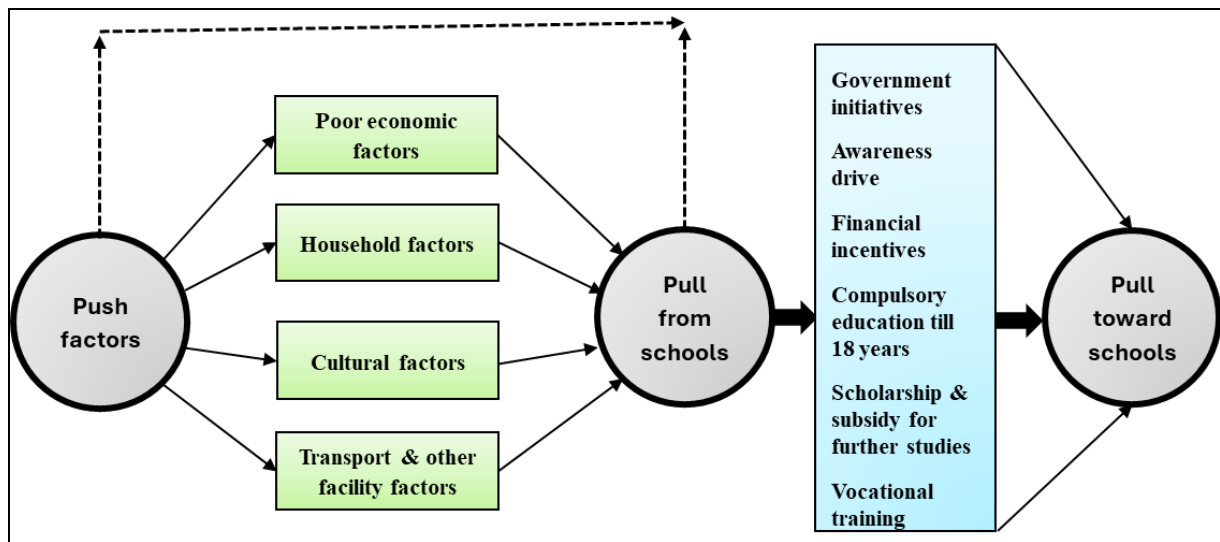 Push
factors
Poor economic
factors
Household factors
Cultural factors
Transport & other
facility factors
Pull
from
schools
Government
initiatives
Awareness
drive
Financial
incentives
Compulsory
education till
18 years
Scholarship &
subsidy for
further studies
Vocational
training
Pull
toward
schools